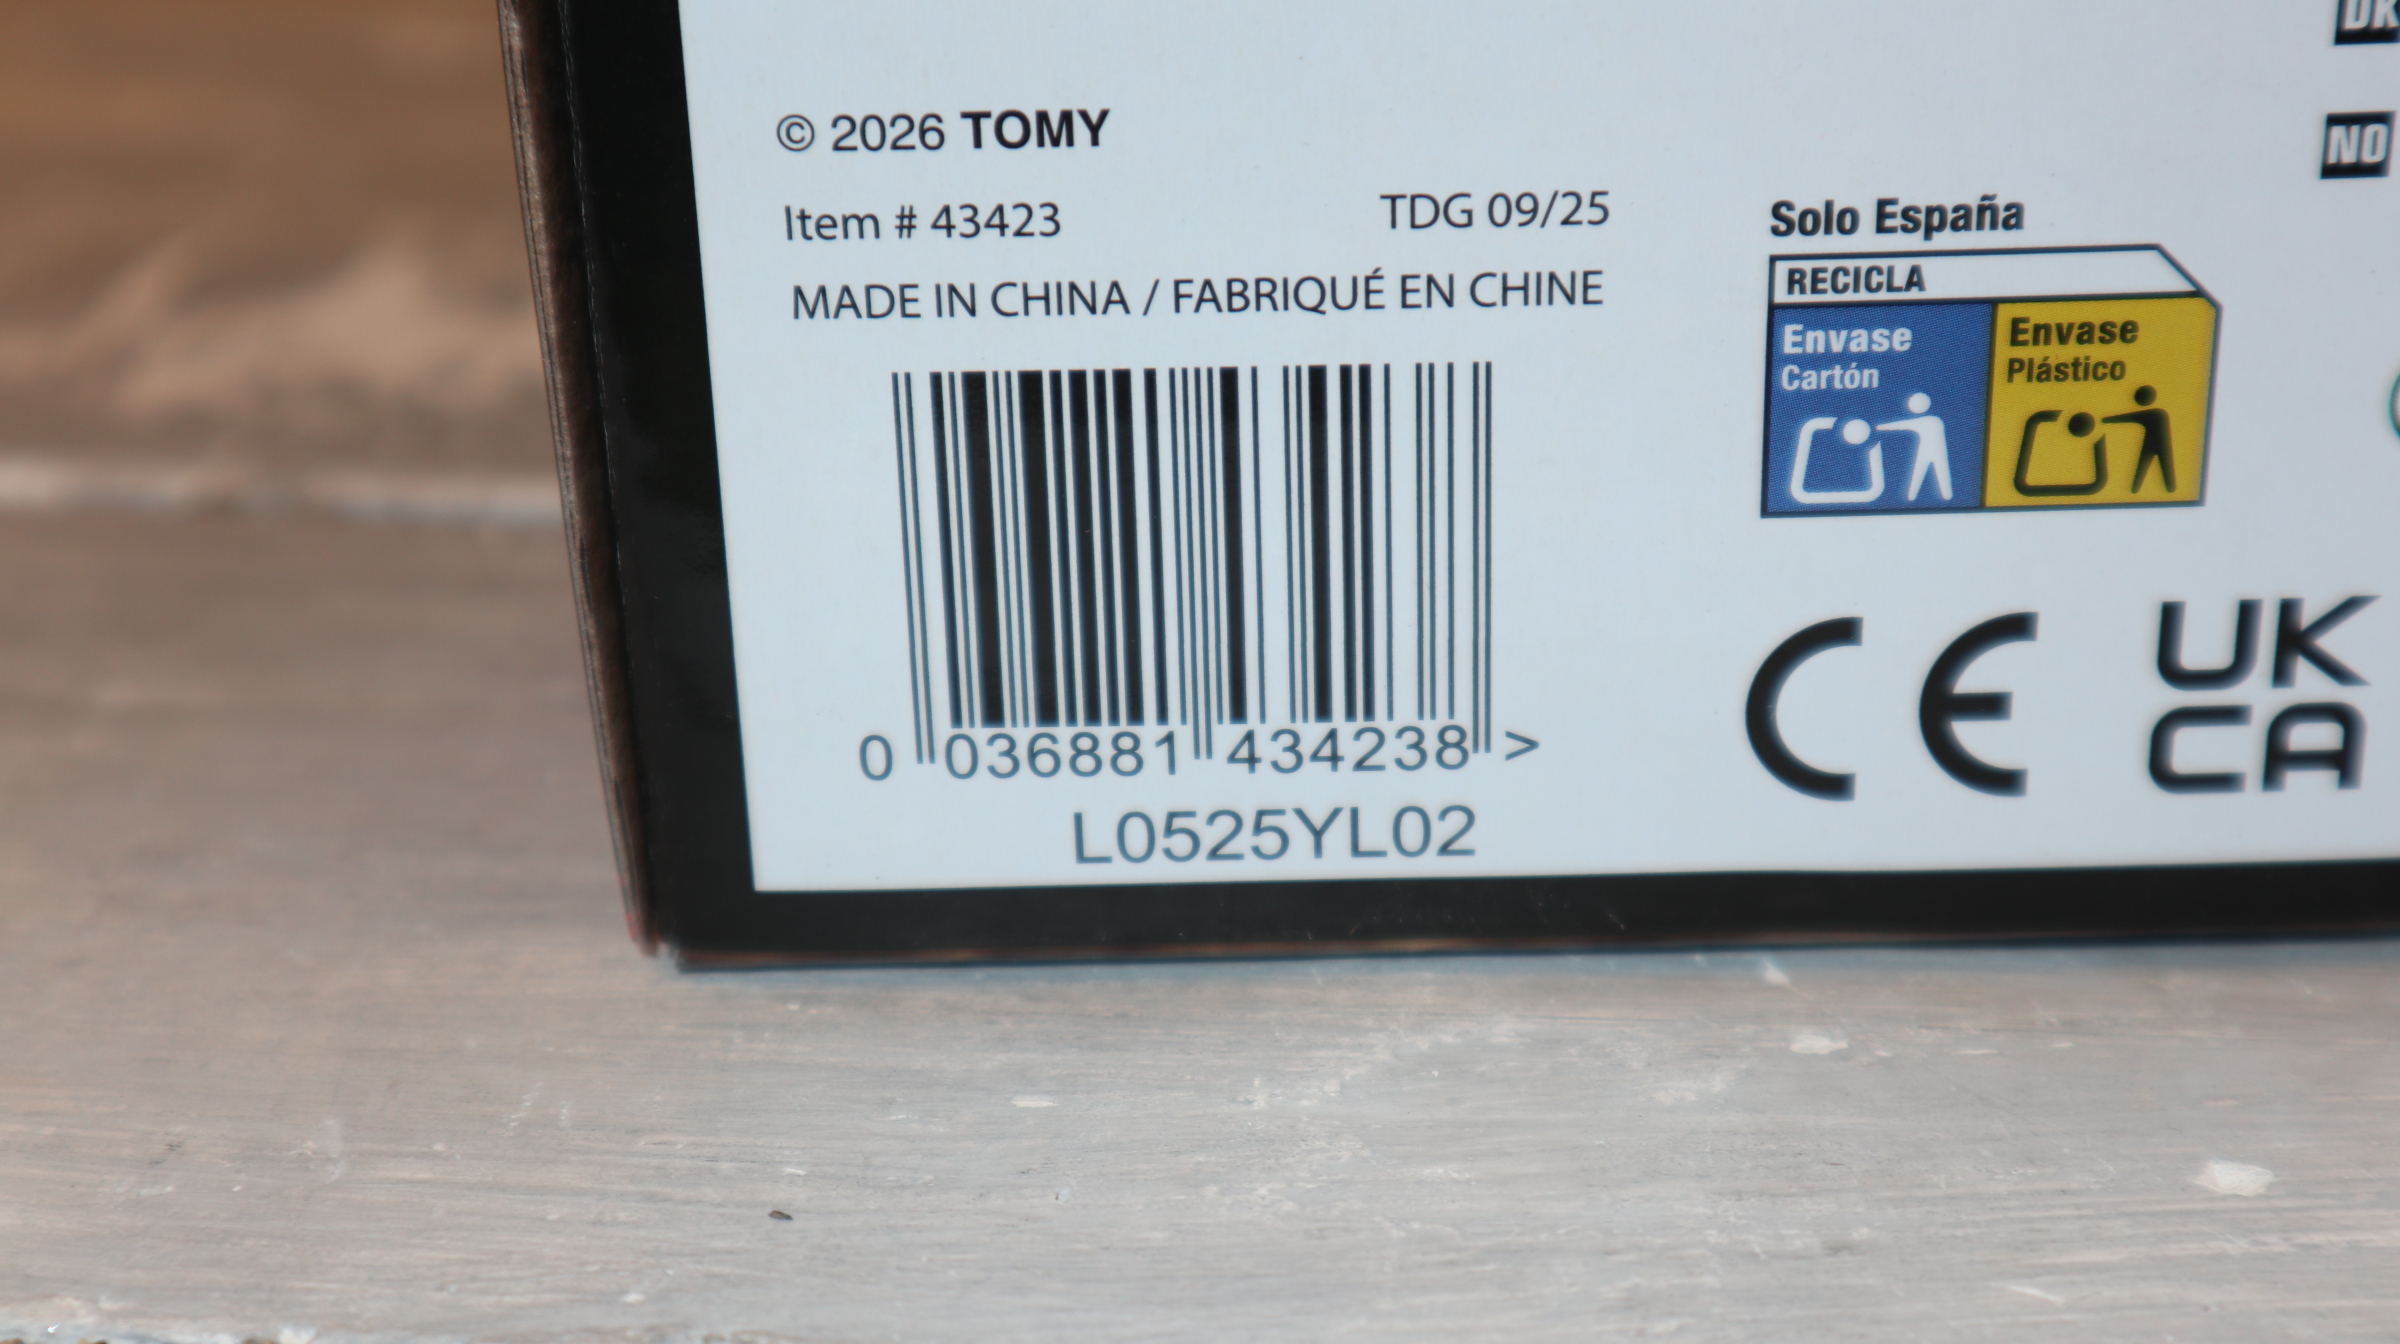 © 2026 TOMY
Item # 43423
TDG 09/25
MADE IN CHINA / FABRIQUÉ EN CHINE
0 036881 434238 >
L0525YL02
Solo España
RECICLA
Envase
Cartón
Envase
Plástico
CE
UK
CA
DK
NO